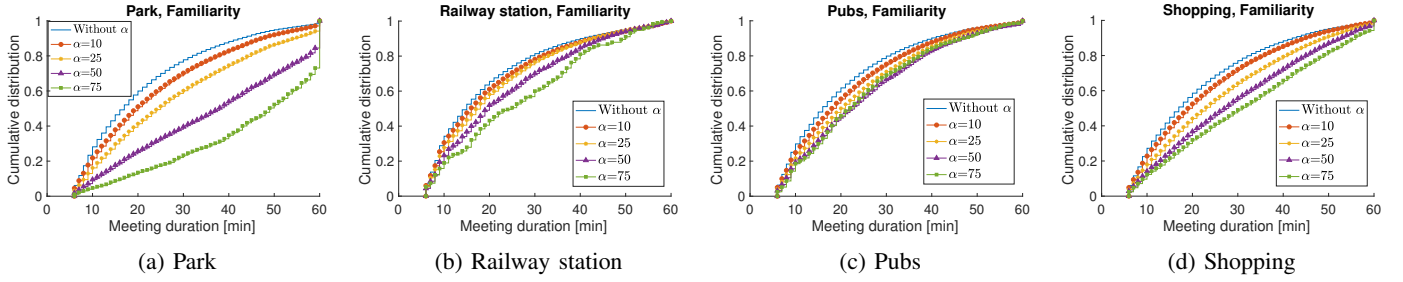 Park, Familiarity
Cumulative distribution
1
0.8
0.6
0.4
0.2
0
Without α
α=10
α=25
α=50
α=75
10 20 30 40 50 60
Meeting duration [min]
(a) Park
Railway station, Familiarity
Cumulative distribution
1
0.8
0.6
0.4
0.2
0
Without α
α=10
α=25
α=50
α=75
0 10 20 30 40 50 60
Meeting duration [min]
(b) Railway station
Pubs, Familiarity
Cumulative distribution
1
0.8
0.6
0.4
0.2
0
Without α
α=10
α=25
α=50
α=75
0 10 20 30 40 50 60
Meeting duration [min]
(c) Pubs
Shopping, Familiarity
Cumulative distribution
1
0.8
0.6
0.4
0.2
0
Without α
α=10
α=25
α=50
α=75
0 10 20 30 40 50 60
Meeting duration [min]
(d) Shopping